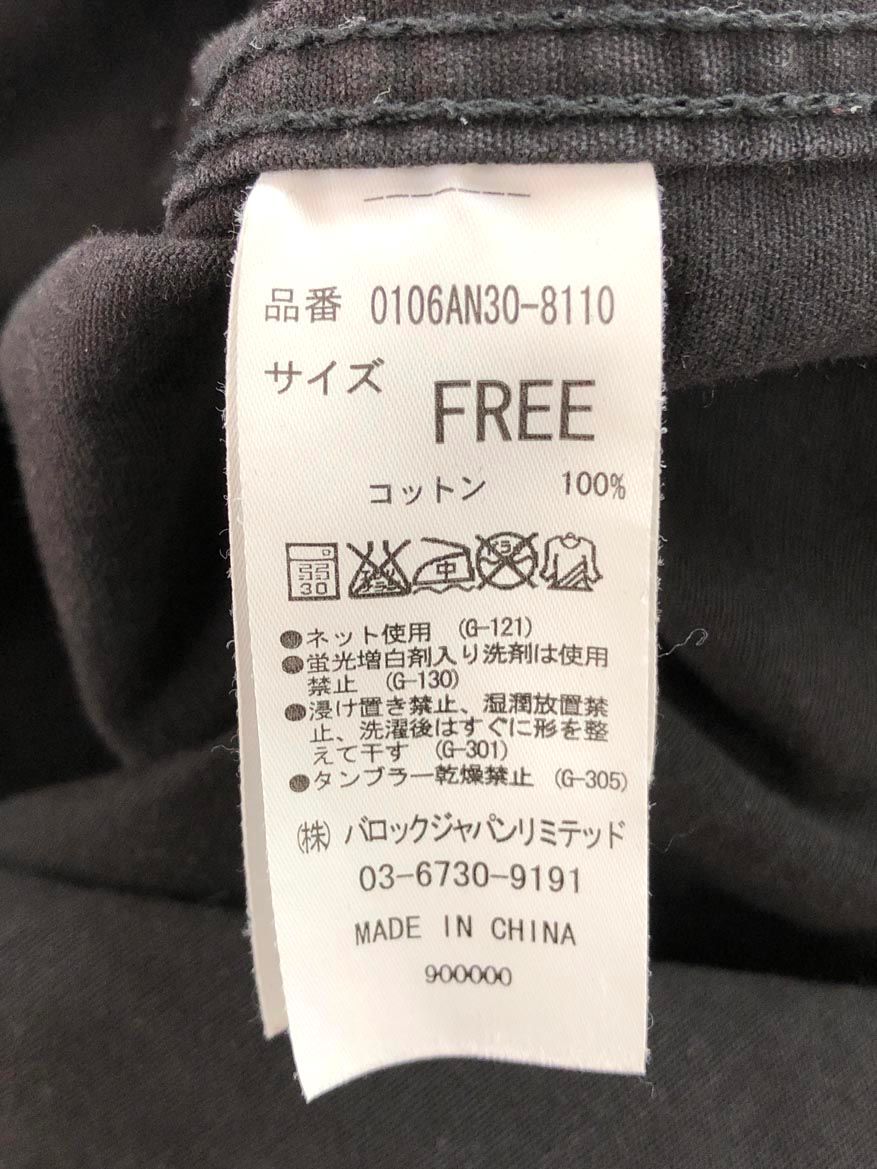 品番 0106AN30-8110
サイズ
FREE
コットン 100%
弱
30
中
●ネット使用 (G-121)
●蛍光増白剤入り洗剤は使用
禁止 (G-130)
●浸け置き禁止、湿潤放置禁
止、洗濯後はすぐに形を整
えて干す (G-301)
●タンブラー乾燥禁止 (G-305)
(株) バロックジャパンリミテッド
03-6730-9191
MADE IN CHINA
900000